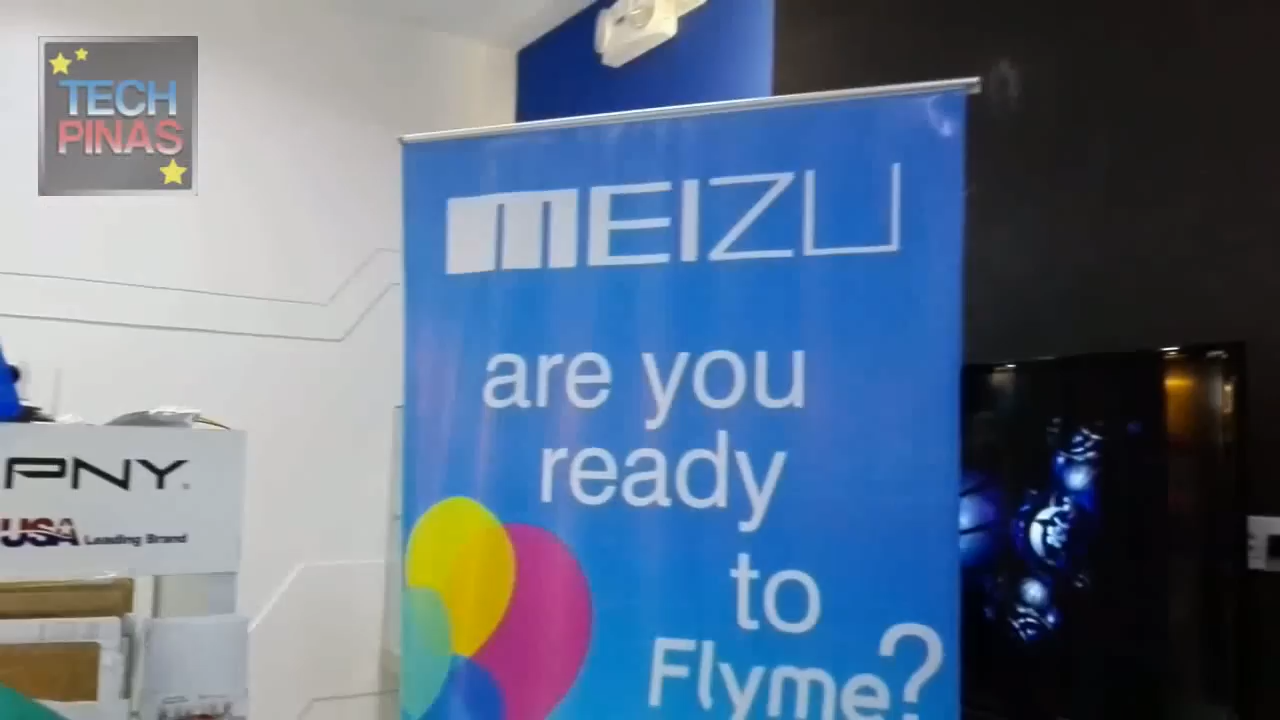 TECH
PINAS
MEIZU
are you
ready
to
Flyme?
PNY
USA Leading Brand